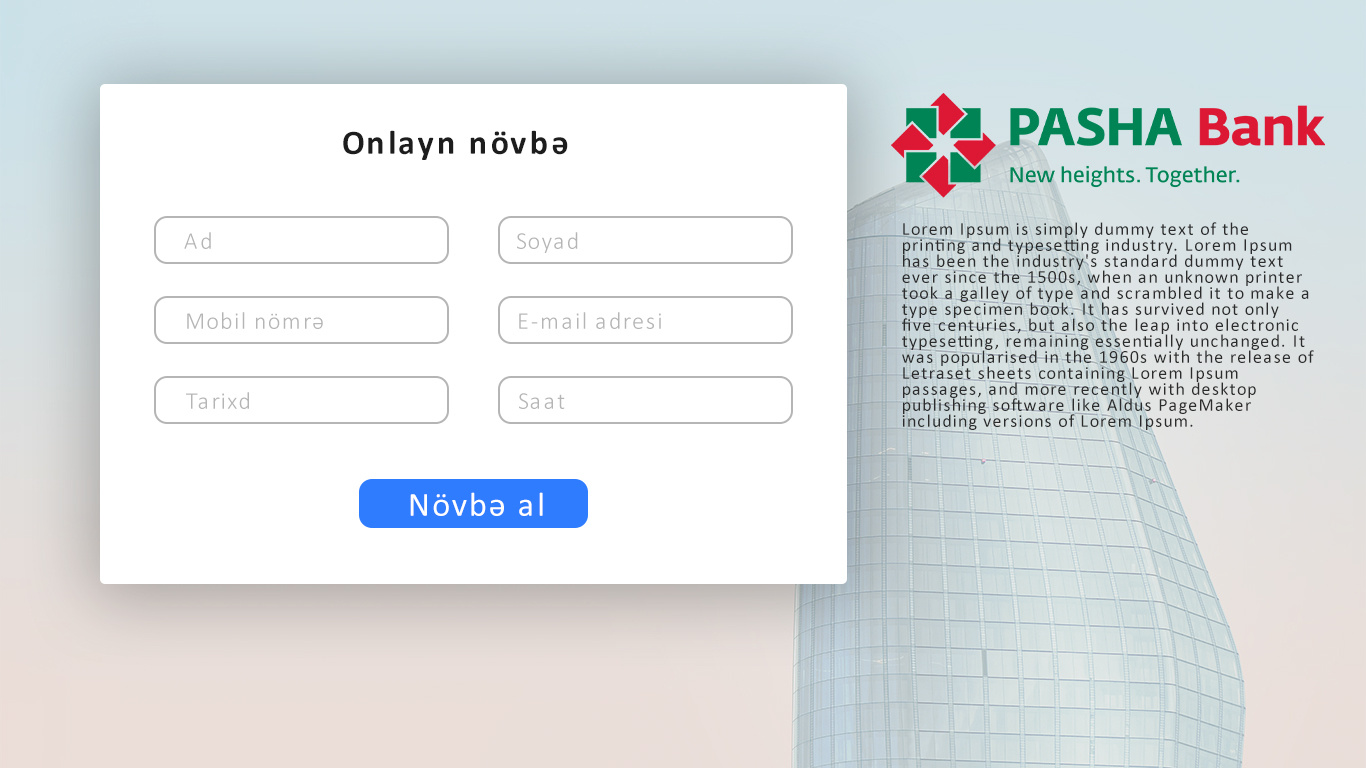 Onlayn növbə
Ad
Soyad
Mobil nömrə
E-mail adresi
Tarixd
Saat
Növbə al
PASHA Bank
New heights. Together.
Lorem Ipsum is simply dummy text of the
printing and typesetting industry. Lorem Ipsum
has been the industry's standard dummy text
ever since the 1500s, when an unknown printer
took a galley of type and scrambled it to make a
type specimen book. It has survived not only
five centuries, but also the leap into electronic
typesetting, remaining essentially unchanged. It
was popularised in the 1960s with the release of
Letraset sheets containing Lorem Ipsum
passages, and more recently with desktop
publishing software like Aldus PageMaker
including versions of Lorem Ipsum.